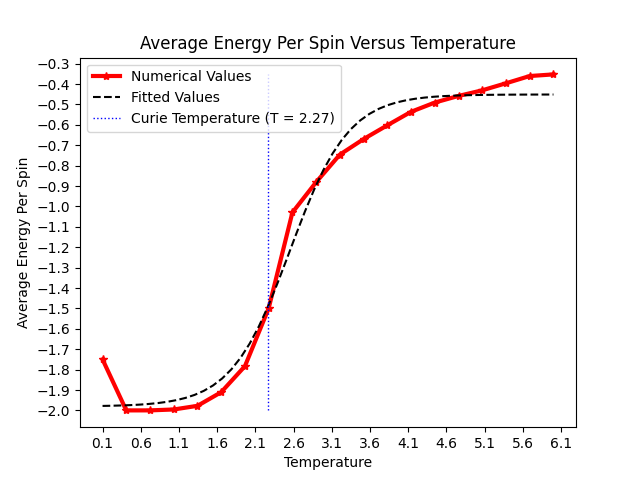 Average Energy Per Spin Versus Temperature
Numerical Values
Fitted Values
Curie Temperature (T = 2.27)
Average Energy Per Spin
−0.3
−0.4
−0.5
−0.6
−0.7
−0.8
−0.9
−1.0
−1.1
−1.2
−1.3
−1.4
−1.5
−1.6
−1.7
−1.8
−1.9
−2.0
0.1 0.6 1.1 1.6 2.1 2.6 3.1 3.6 4.1 4.6 5.1 5.6 6.1
Temperature